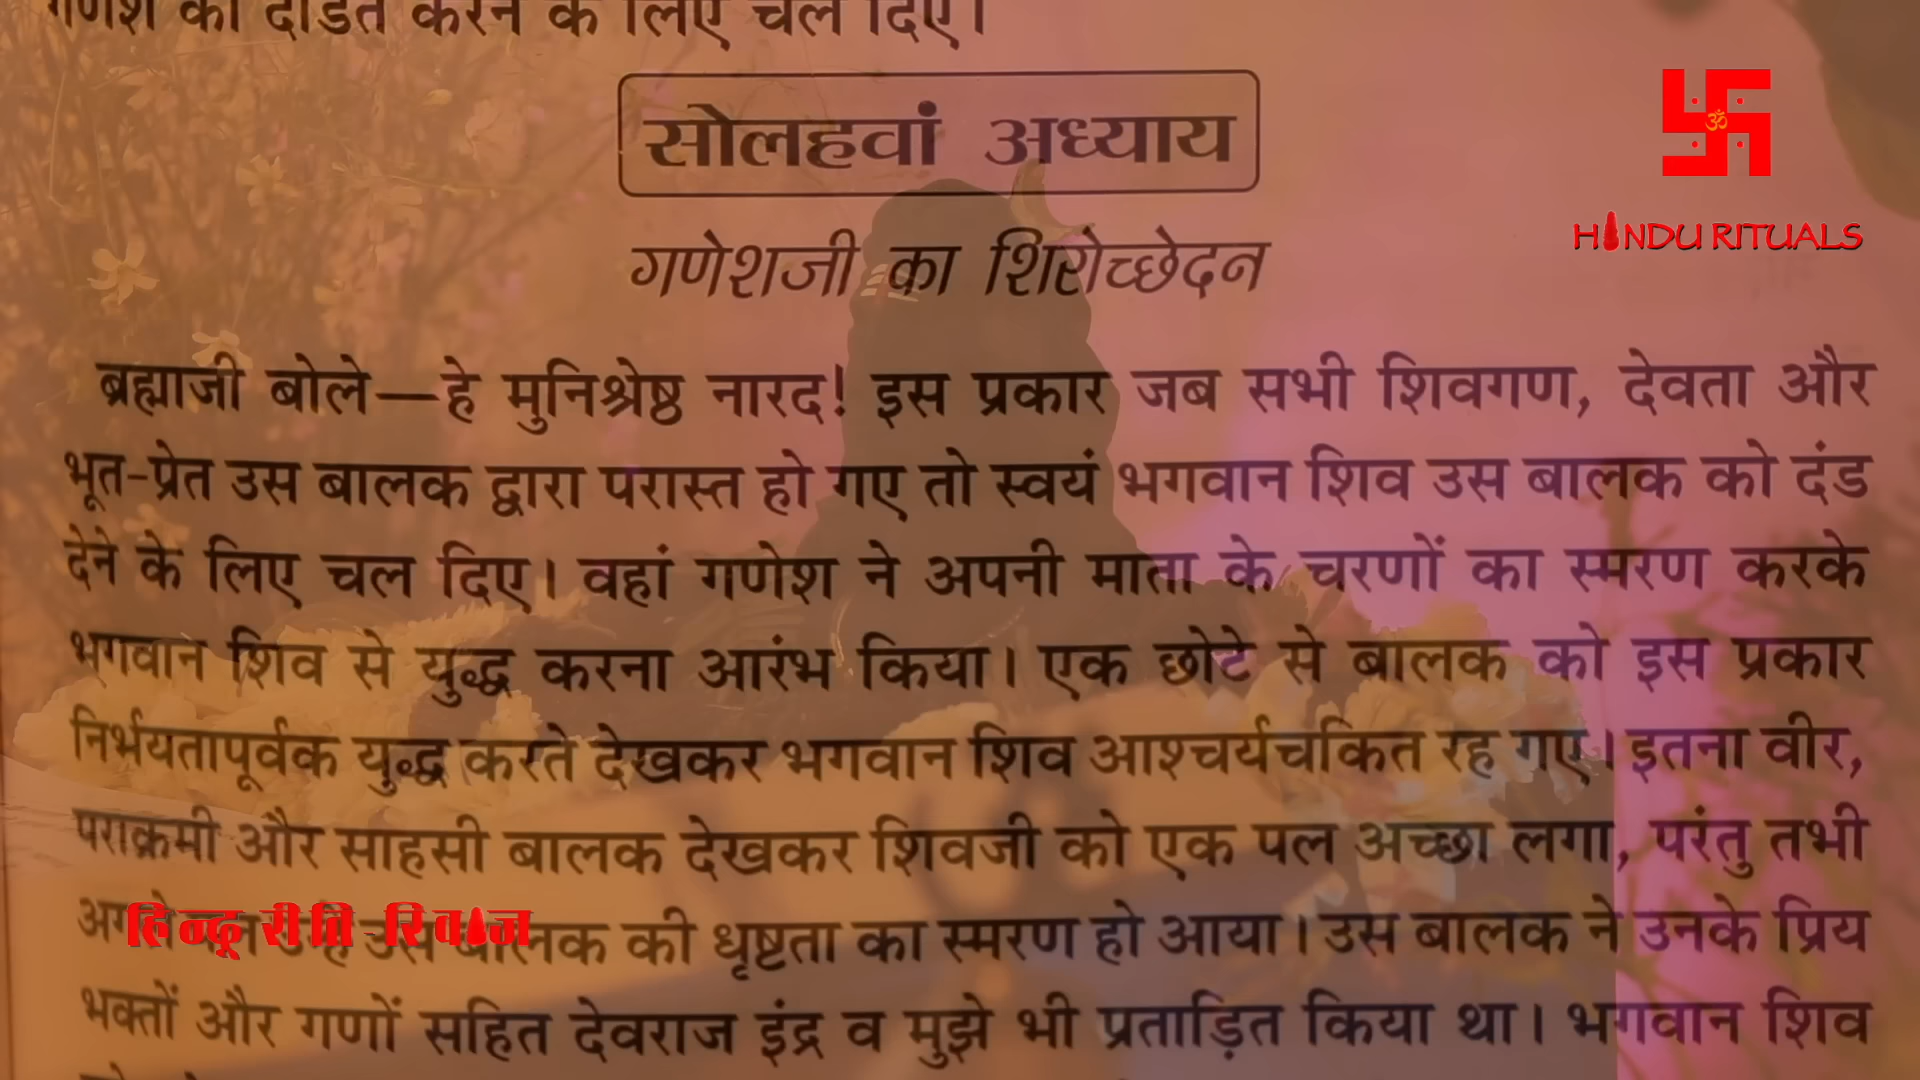 गणेश को दंडित करने के लिए चल दिए।
सोलहवां अध्याय
गणेशजी का शिरोच्छेदन
HINDU RITUALS
ब्रह्माजी बोले—हे मुनिश्रेष्ठ नारद! इस प्रकार जब सभी शिवगण, देवता और
भूत-प्रेत उस बालक द्वारा परास्त हो गए तो स्वयं भगवान शिव उस बालक को दंड
देने के लिए चल दिए। वहां गणेश ने अपनी माता के चरणों का स्मरण करके
भगवान शिव से युद्ध करना आरंभ किया। एक छोटे से बालक को इस प्रकार
निर्भयतापूर्वक युद्ध करते देखकर भगवान शिव आश्चर्यचकित रह गए। इतना वीर,
पराक्रमी और साहसी बालक देखकर शिवजी को एक पल अच्छा लगा, परंतु तभी
उस बालक की धृष्टता का स्मरण हो आया। उस बालक ने उनके प्रिय
हिन्दू रीति-रिवाज
भक्तों और गणों सहित देवराज इंद्र व मुझे भी प्रताड़ित किया था। भगवान शिव